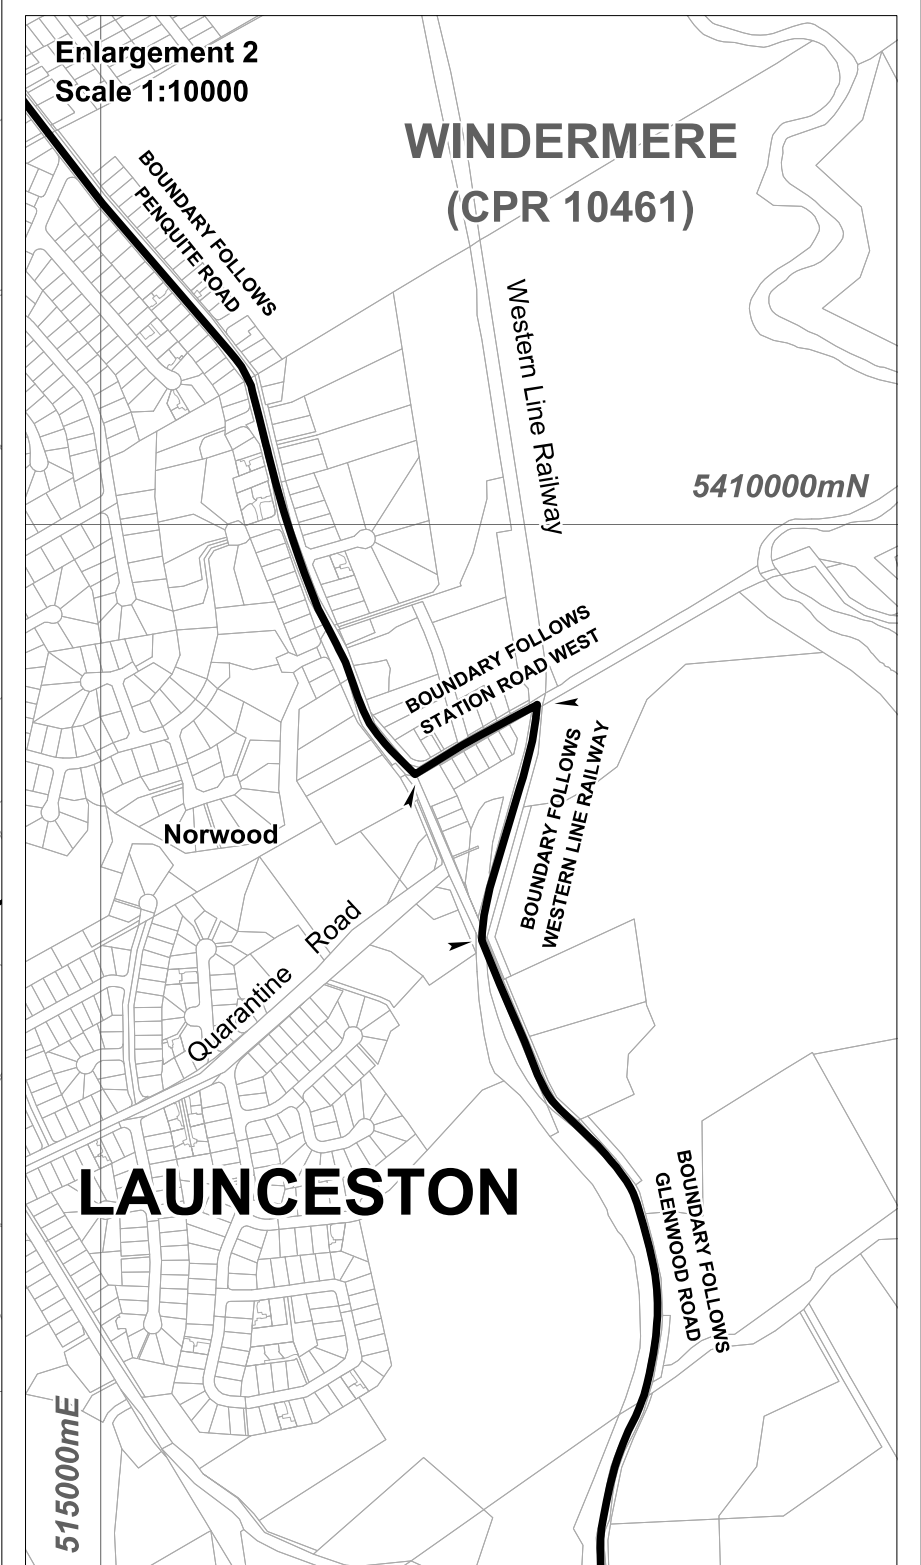 Enlargement 2
Scale 1:10000
WINDERMERE
(CPR 10461)
BOUNDARY FOLLOWS
PENQUITE ROAD
Western Line Railway
5410000mN
BOUNDARY FOLLOWS
STATION ROAD WEST
BOUNDARY FOLLOWS
WESTERN LINE RAILWAY
Norwood
Quarantine Road
LAUNCESTON
BOUNDARY FOLLOWS
GLENWOOD ROAD
515000mE